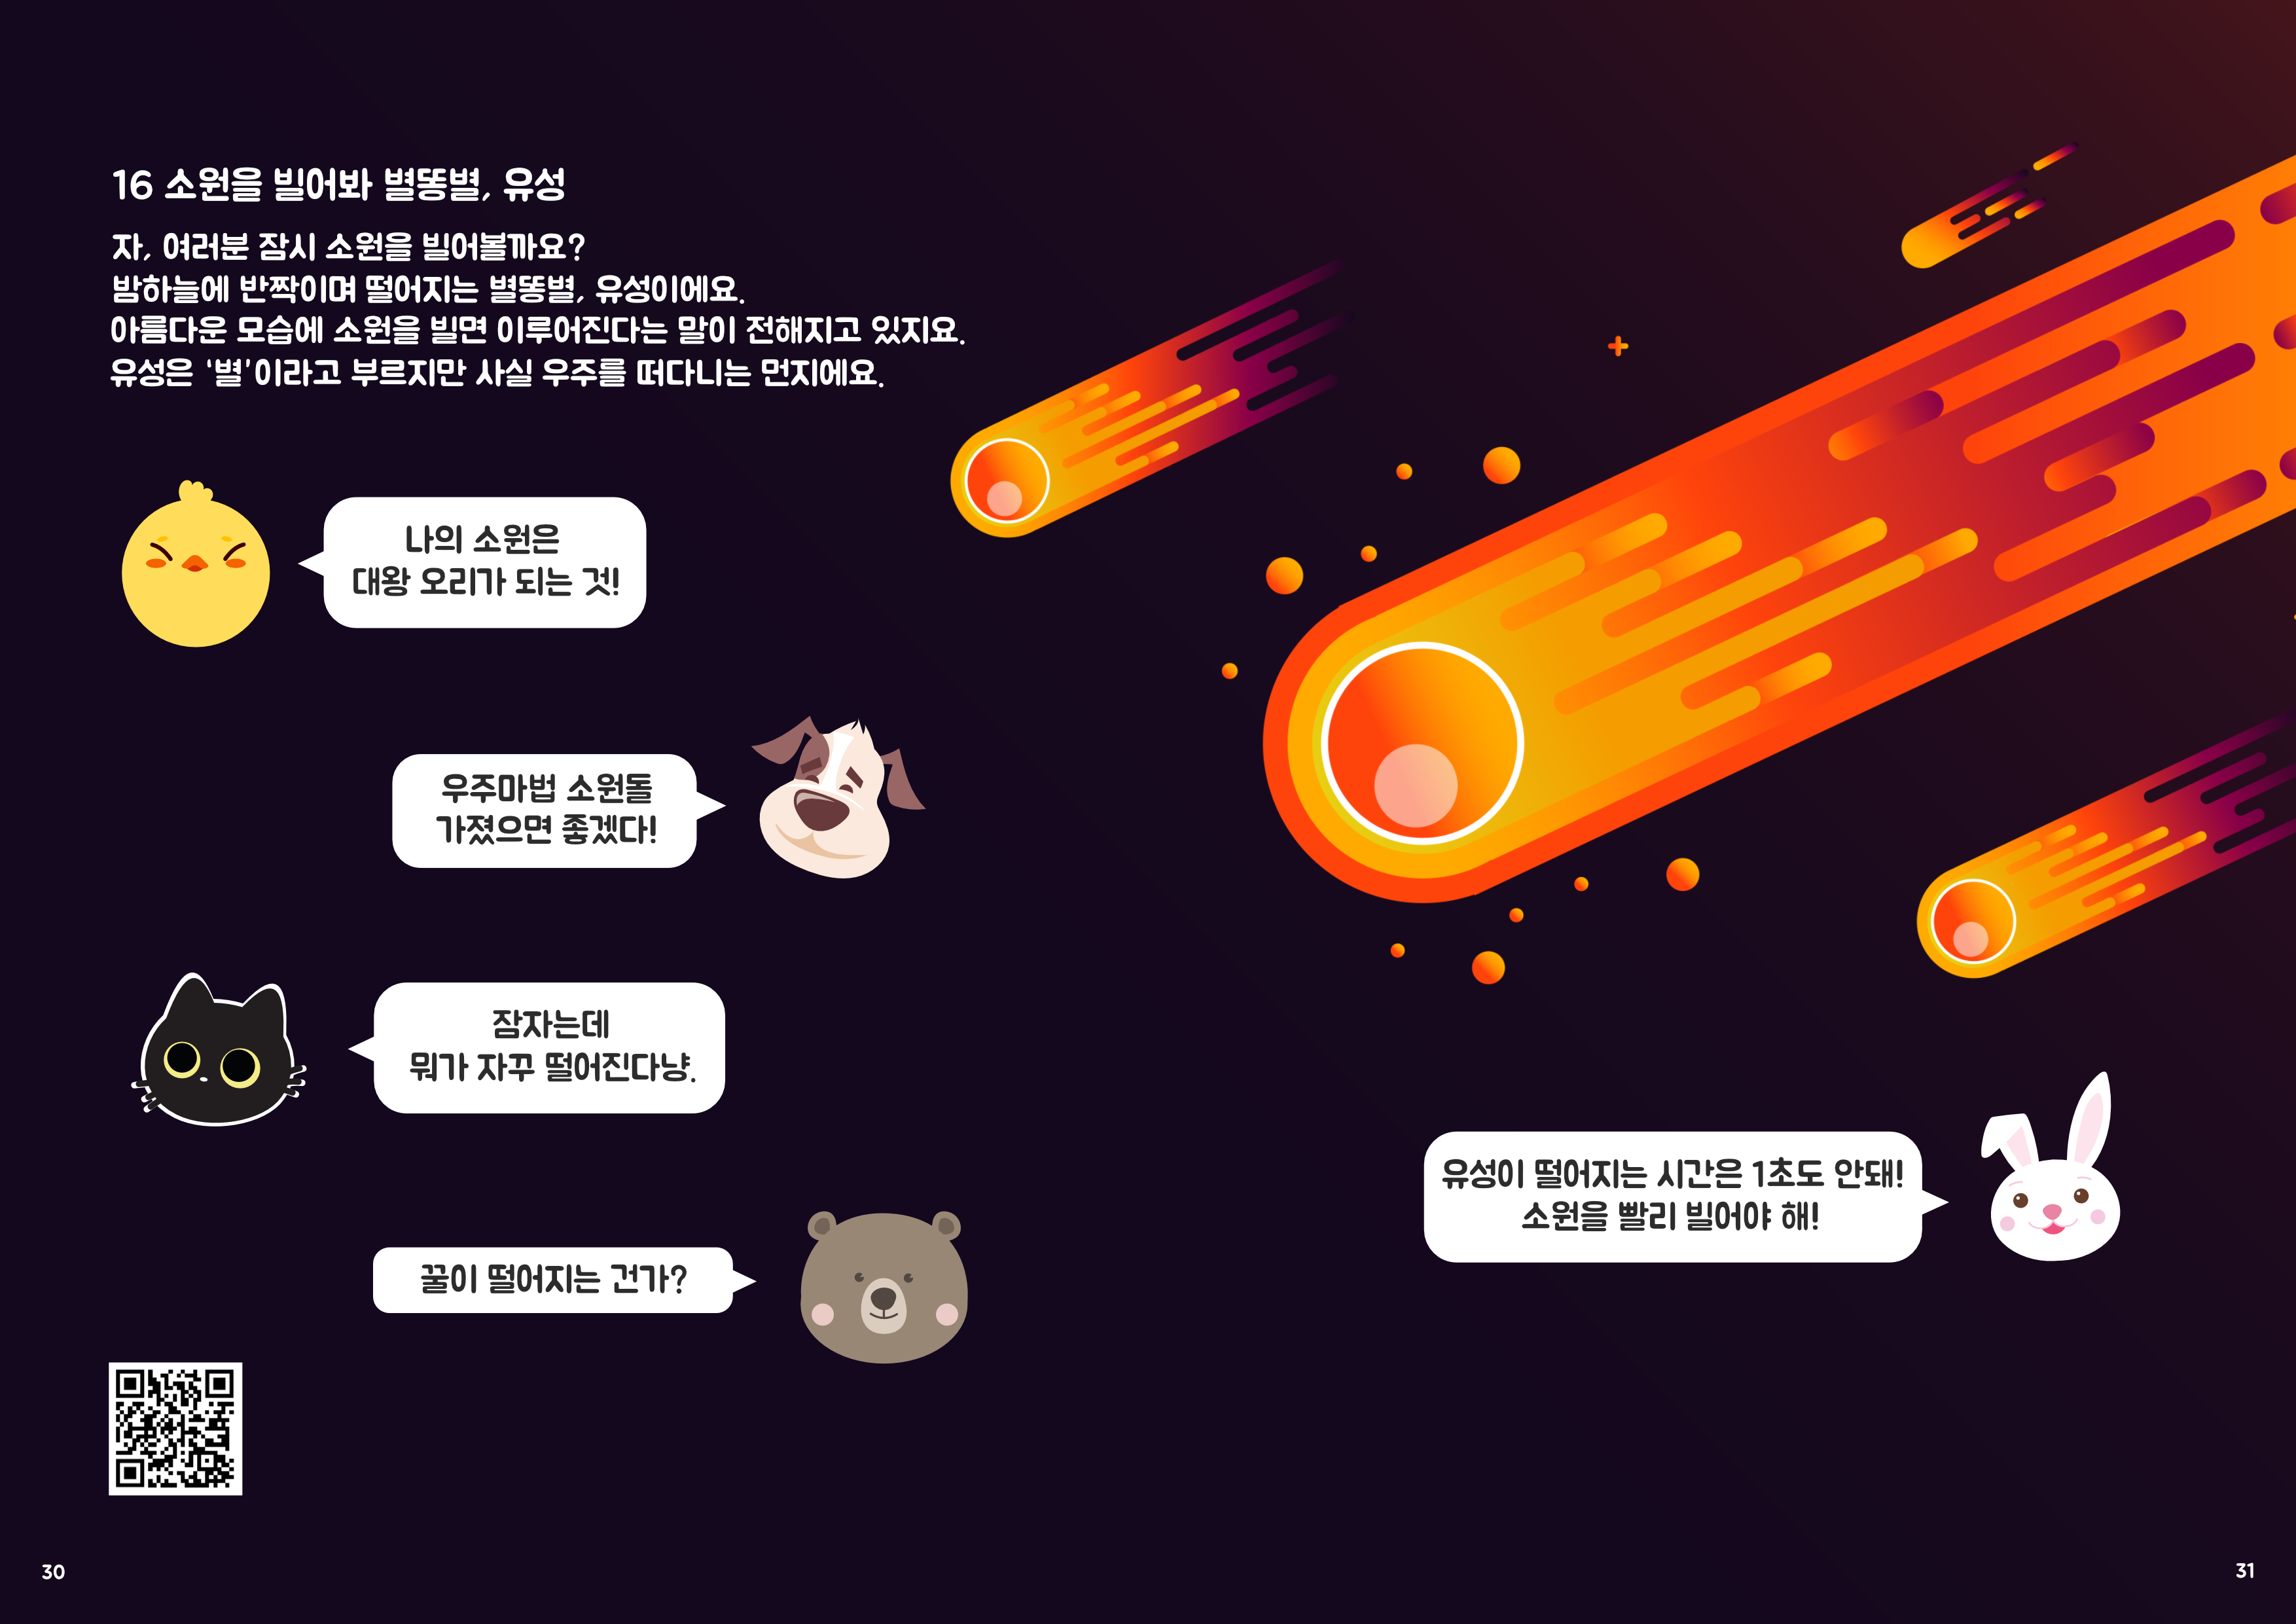 16 소원을 빌어봐 별똥별, 유성
자, 여러분 잠시 소원을 빌어볼까요?
밤하늘에 반짝이며 떨어지는 별똥별, 유성이에요.
아름다운 모습에 소원을 빌면 이루어진다는 말이 전해지고 있지요.
유성은 ‘별’이라고 부르지만 사실 우주를 떠다니는 먼지에요.
나의 소원은
대왕 오리가 되는 것!
우주마법 소원돌
가졌으면 좋겠다!
잠자는데
뭐가 자꾸 떨어진다냥.
꿀이 떨어지는 건가?
유성이 떨어지는 시간은 1초도 안돼!
소원을 빨리 빌어야 해!
30
31